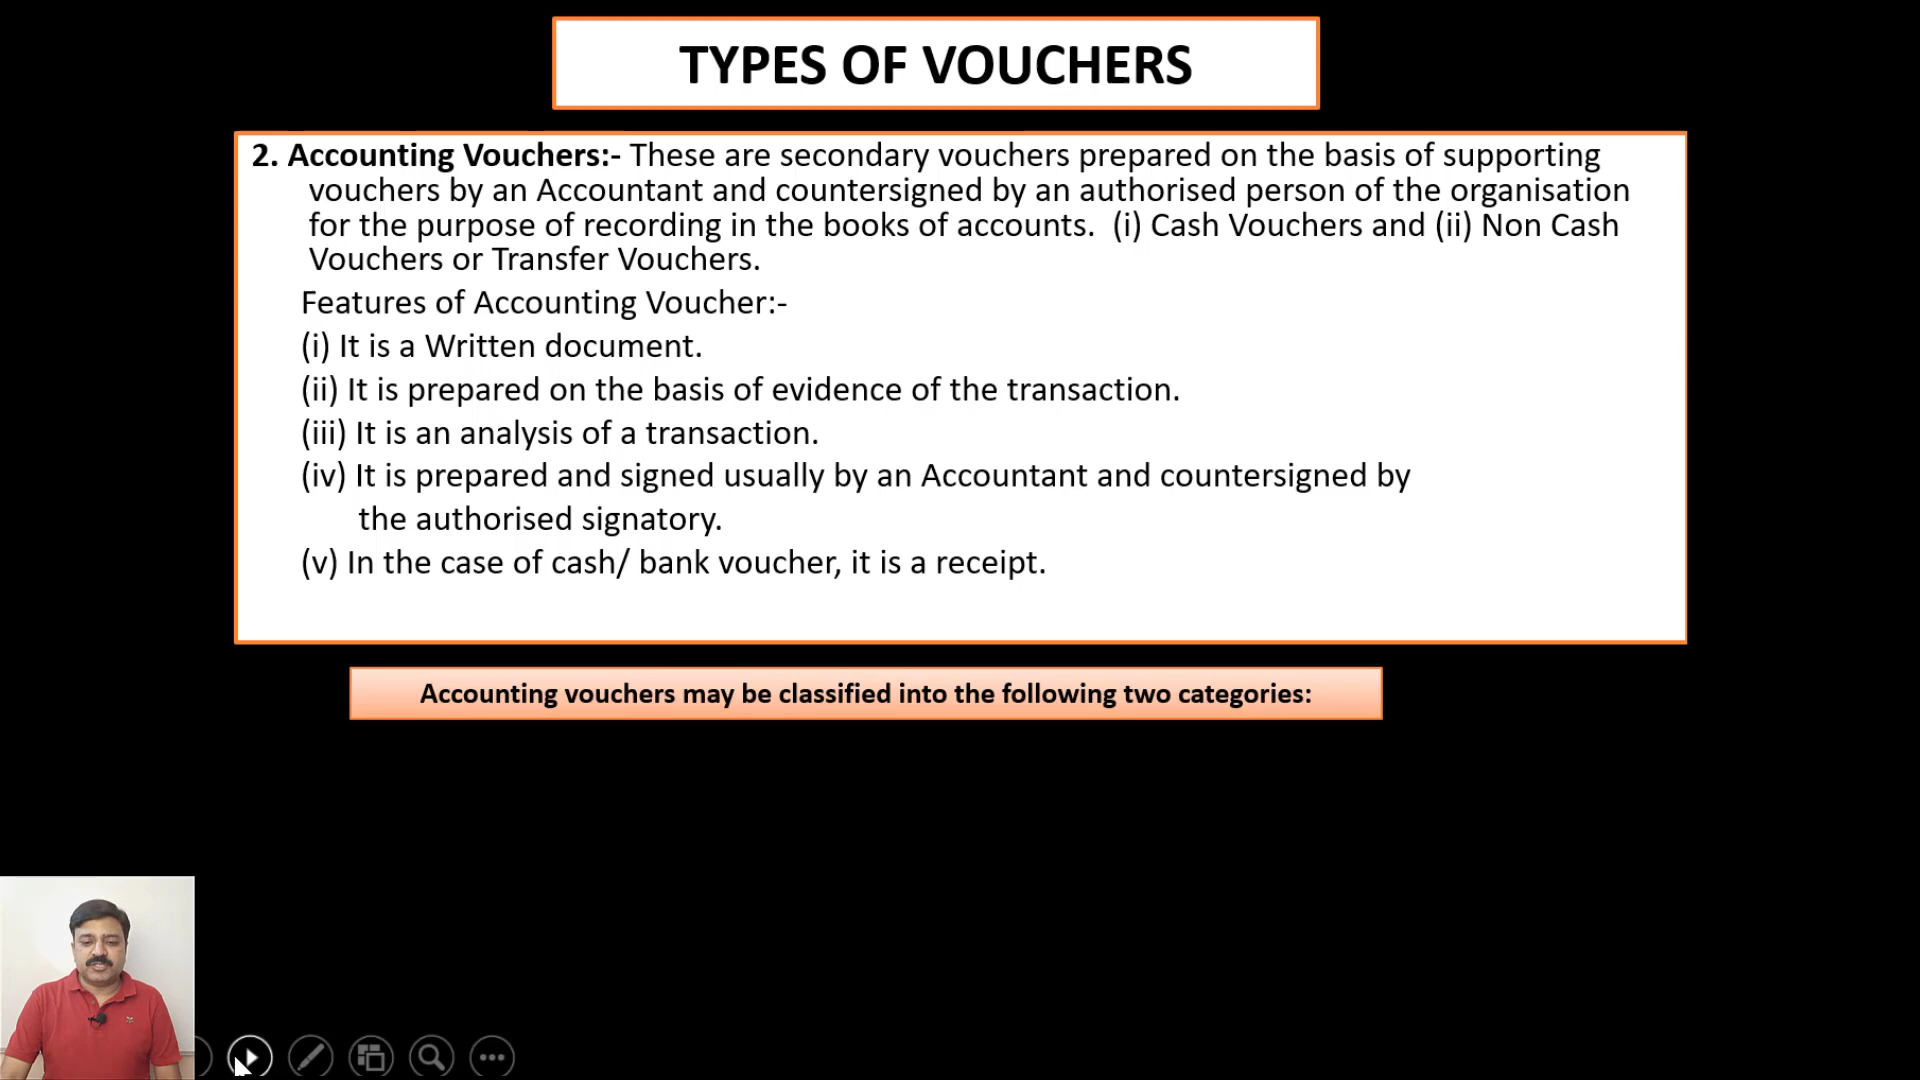 TYPES OF VOUCHERS
2. Accounting Vouchers:- These are secondary vouchers prepared on the basis of supporting
vouchers by an Accountant and countersigned by an authorised person of the organisation
for the purpose of recording in the books of accounts. (i) Cash Vouchers and (ii) Non Cash
Vouchers or Transfer Vouchers.
Features of Accounting Voucher:-
(i) It is a Written document.
(ii) It is prepared on the basis of evidence of the transaction.
(iii) It is an analysis of a transaction.
(iv) It is prepared and signed usually by an Accountant and countersigned by
the authorised signatory.
(v) In the case of cash/ bank voucher, it is a receipt.
Accounting vouchers may be classified into the following two categories: